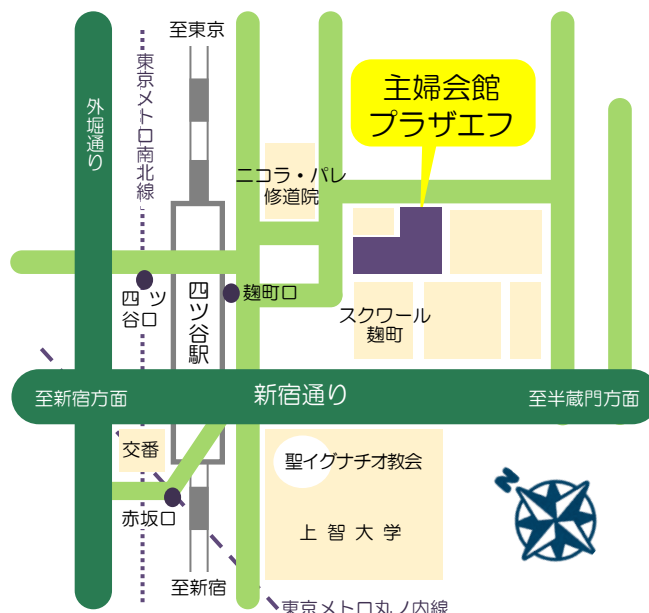 至東京
外堀通り
東京メトロ南北線
主婦会館
プラザエフ
ニコラ・バレ
修道院
四ツ
谷口
四ツ谷駅
麹町口
スクワール
麹町
至新宿方面
新宿通り
至半蔵門方面
交番
聖イグナチオ教会
赤坂口
上智大学
N
至新宿
東京メトロ丸ノ内線